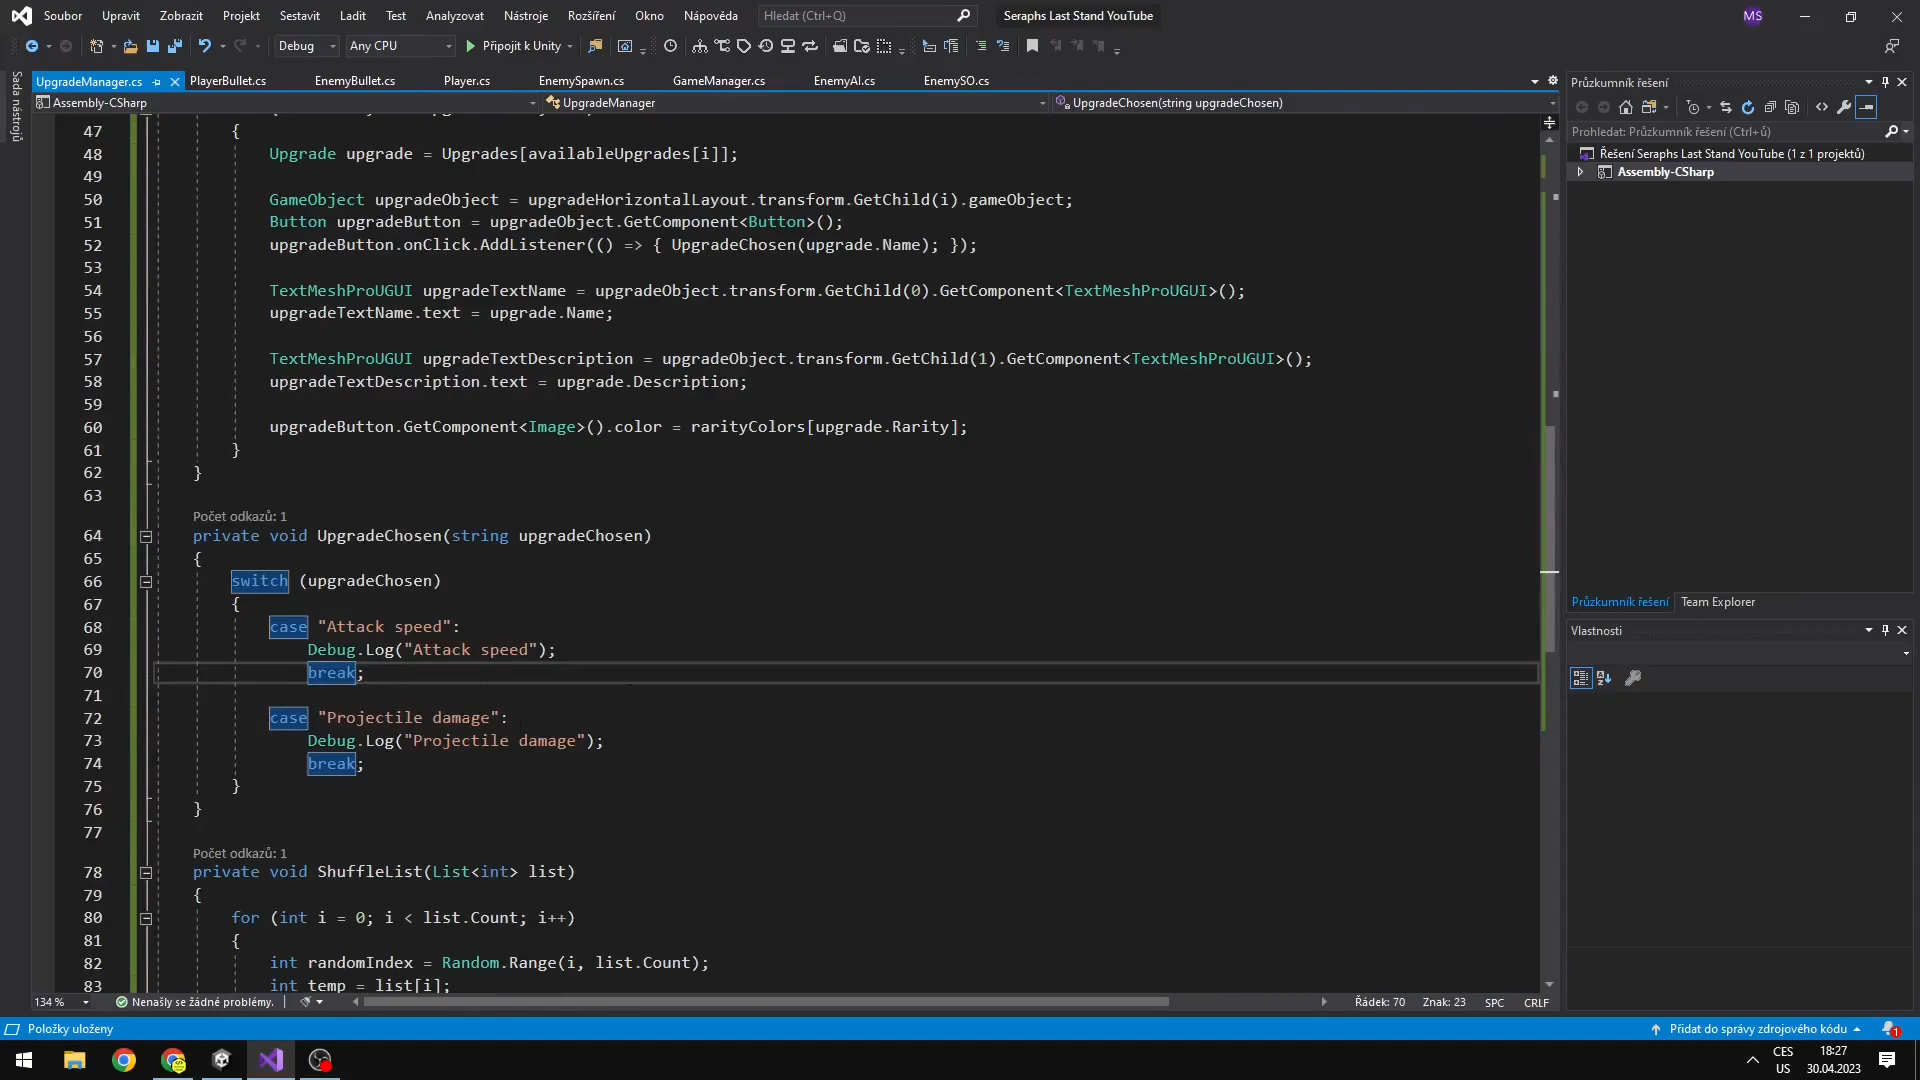 Soubor Upravit Zobrazit Projekt Sestavit Ladit Test Analyzovat Nástroje Rozšíření Okno Nápověda Hledat (Ctrl+Q) Seraphs Last Stand YouTube MS
Debug Any CPU Připojit k Unity
Sada nástrojů
UpgradeManager.cs PlayerBullet.cs EnemyBullet.cs Player.cs EnemySpawn.cs GameManager.cs EnemyAI.cs EnemySO.cs
Assembly-CSharp UpgradeManager UpgradeChosen(string upgradeChosen)
47 {
48 Upgrade upgrade = Upgrades[availableUpgrades[i]];
49
50 GameObject upgradeObject = upgradeHorizontalLayout.transform.GetChild(i).gameObject;
51 Button upgradeButton = upgradeObject.GetComponent<Button>();
52 upgradeButton.onClick.AddListener(() => { UpgradeChosen(upgrade.Name); });
53
54 TextMeshProUGUI upgradeTextName = upgradeObject.transform.GetChild(0).GetComponent<TextMeshProUGUI>();
55 upgradeTextName.text = upgrade.Name;
56
57 TextMeshProUGUI upgradeTextDescription = upgradeObject.transform.GetChild(1).GetComponent<TextMeshProUGUI>();
58 upgradeTextDescription.text = upgrade.Description;
59
60 upgradeButton.GetComponent<Image>().color = rarityColors[upgrade.Rarity];
61 }
62 }
63
Počet odkazů: 1
64 private void UpgradeChosen(string upgradeChosen)
65 {
66 switch (upgradeChosen)
67 {
68 case "Attack speed":
69 Debug.Log("Attack speed");
70 break;
71
72 case "Projectile damage":
73 Debug.Log("Projectile damage");
74 break;
75 }
76 }
77
Počet odkazů: 1
78 private void ShuffleList(List<int> list)
79 {
80 for (int i = 0; i < list.Count; i++)
81 {
82 int randomIndex = Random.Range(i, list.Count);
83 int temp = list[i];
134 % Nenašly se žádné problémy. Řádek: 70 Znak: 23 SPC CRLF
Průzkumník řešení
Prohledat: Průzkumník řešení (Ctrl+ů)
Řešení Seraphs Last Stand YouTube (1 z 1 projektů)
Assembly-CSharp
Průzkumník řešení Team Explorer
Vlastnosti
Položky uloženy Přidat do správy zdrojového kódu 1
CES 18:27
US 30.04.2023